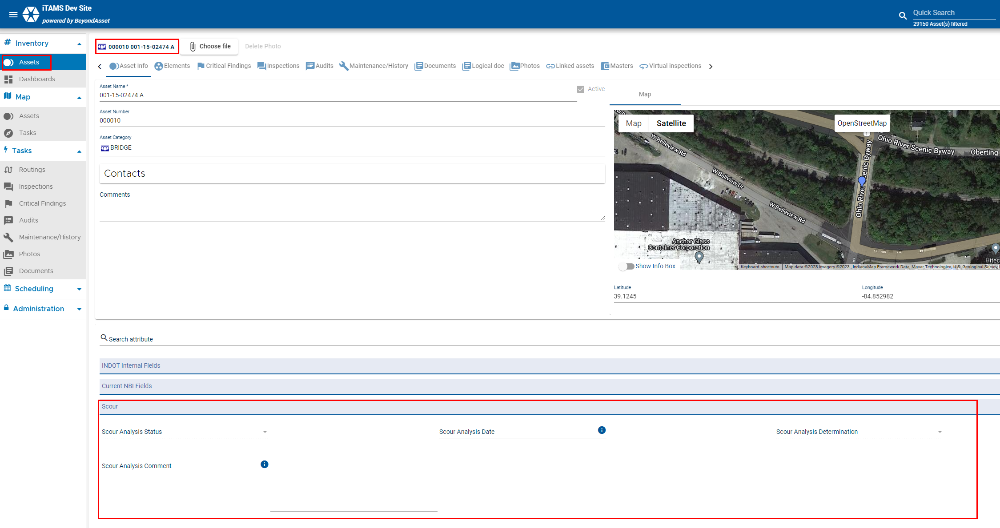 iTAMS Dev Site
powered by BeyondAsset
Quick Search
29150 Asset(s) filtered
Inventory
Assets
Dashboards
Map
Assets
Tasks
Tasks
Routings
Inspections
Critical Findings
Audits
Maintenance/History
Photos
Documents
Scheduling
Administration
000010 001-15-02474 A
Choose file
Delete Photo
Asset Info
Elements
Critical Findings
Inspections
Audits
Maintenance/History
Documents
Logical doc
Photos
Linked assets
Masters
Virtual inspections
Asset Name *
001-15-02474 A
Active
Asset Number
000010
Asset Category
BRIDGE
Contacts
Comments
Map
Map
Satellite
OpenStreetMap
1
W Belleview Rd
Ohio River Scenic Byway
Ohio River Scenic Byway
Oberting
W Bellview Dr
W Belleview Rd
Anchor Glass
Container Corporation
Hitec
Show Info Box
Keyboard shortcuts
Map data ©2023 Imagery ©2023 , IndianaMap Framework Data, Maxar Technologies, U.S. Geological Survey,
Latitude
39.1245
Longitude
-84.852982
Search attribute
INDOT Internal Fields
Current NBI Fields
Scour
Scour Analysis Status
Scour Analysis Date
Scour Analysis Determination
Scour Analysis Comment